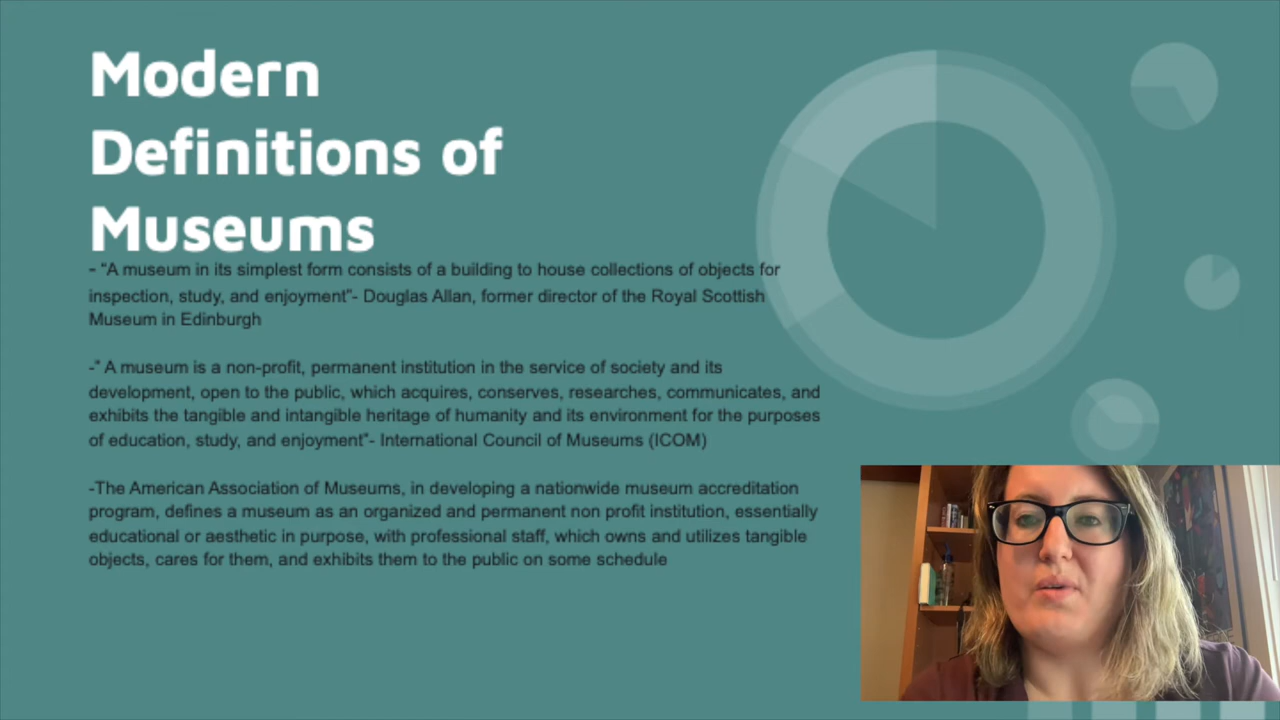 Modern
Definitions of
Museums
- “A museum in its simplest form consists of a building to house collections of objects for
inspection, study, and enjoyment”- Douglas Allan, former director of the Royal Scottish
Museum in Edinburgh
-” A museum is a non-profit, permanent institution in the service of society and its
development, open to the public, which acquires, conserves, researches, communicates, and
exhibits the tangible and intangible heritage of humanity and its environment for the purposes
of education, study, and enjoyment”- International Council of Museums (ICOM)
-The American Association of Museums, in developing a nationwide museum accreditation
program, defines a museum as an organized and permanent non profit institution, essentially
educational or aesthetic in purpose, with professional staff, which owns and utilizes tangible
objects, cares for them, and exhibits them to the public on some schedule